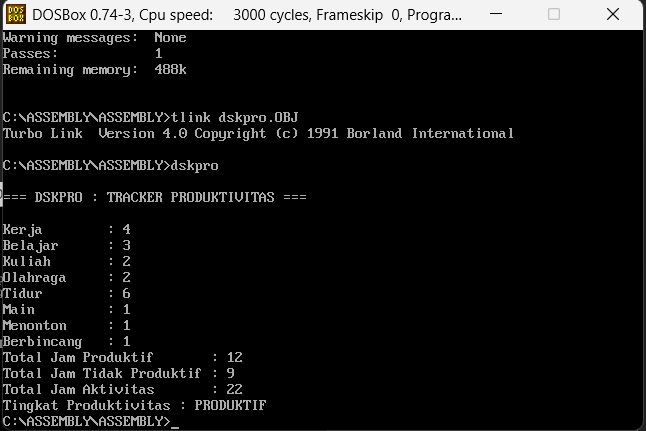 DOSBox 0.74-3, Cpu speed: 3000 cycles, Frameskip 0, Progra...
Warning messages: None
Passes: 1
Remaining memory: 488k
C:\ASSEMBLY\ASSEMBLY>tlink dskpro.OBJ
Turbo Link Version 4.0 Copyright (c) 1991 Borland International
C:\ASSEMBLY\ASSEMBLY>dskpro
=== DSKPRO : TRACKER PRODUKTIVITAS ===
Kerja : 4
Belajar : 3
Kuliah : 2
Olahraga : 2
Tidur : 6
Main : 1
Menonton : 1
Berbincang : 1
Total Jam Produktif : 12
Total Jam Tidak Produktif : 9
Total Jam Aktivitas : 22
Tingkat Produktivitas : PRODUKTIF
C:\ASSEMBLY\ASSEMBLY>_